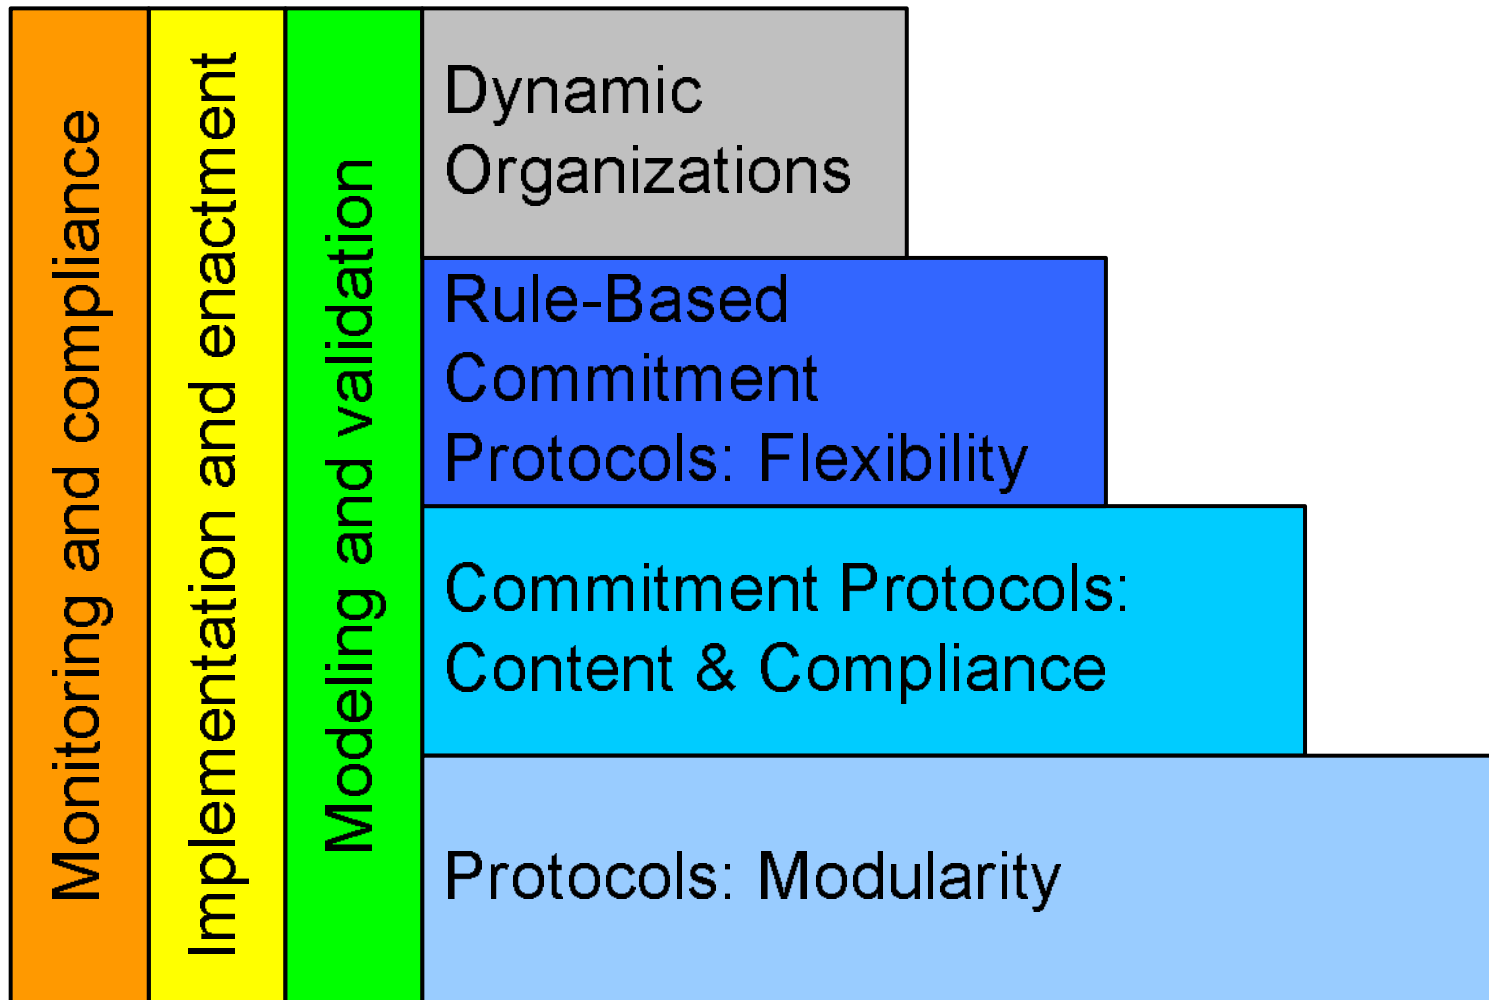 Monitoring and compliance
Implementation and enactment
Modeling and validation
Dynamic
Organizations
Rule-Based
Commitment
Protocols: Flexibility
Commitment Protocols:
Content & Compliance
Protocols: Modularity